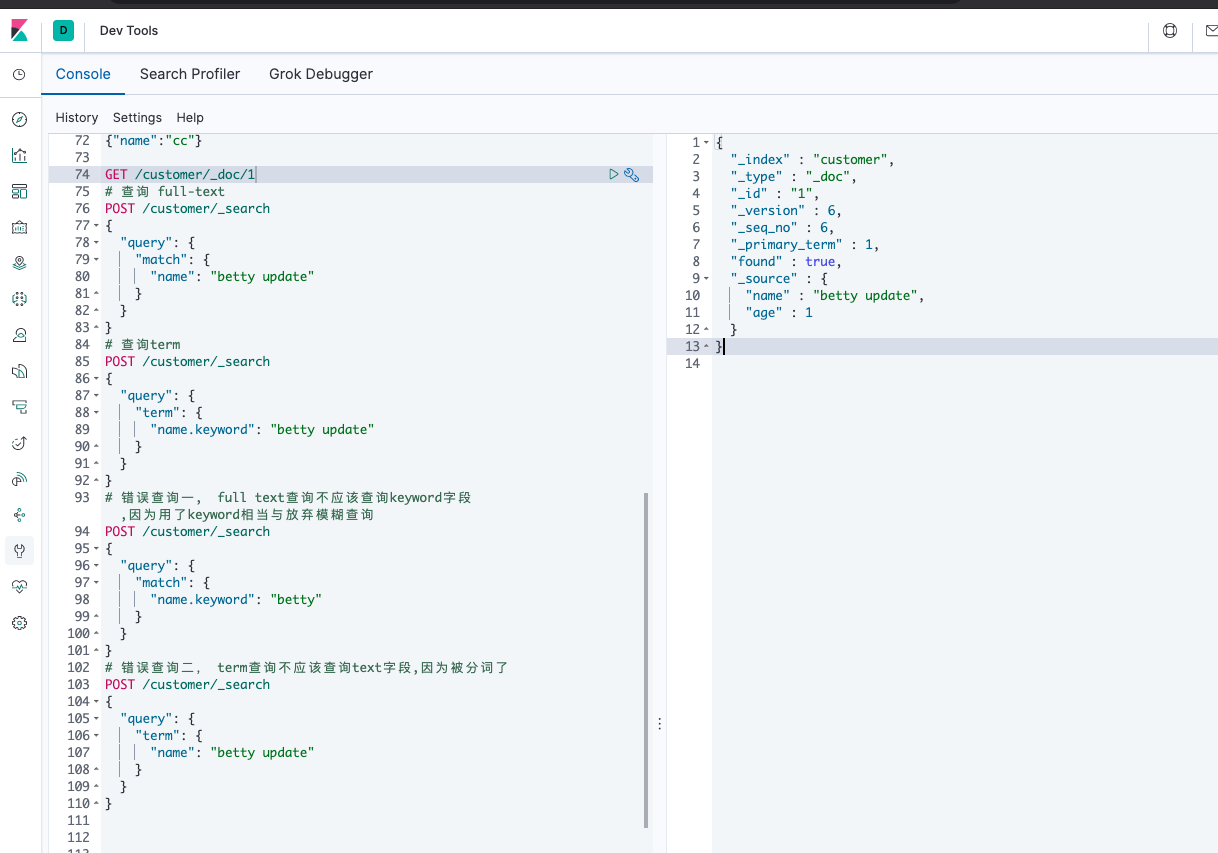 D
Dev Tools
Console
Search Profiler
Grok Debugger
History
Settings
Help
72 {"name":"cc"}
73
74 GET /customer/_doc/1
75 # 查询 full-text
76 POST /customer/_search
77 {
78 "query": {
79 "match": {
80 "name": "betty update"
81 }
82 }
83 }
84 # 查询term
85 POST /customer/_search
86 {
87 "query": {
88 "term": {
89 "name.keyword": "betty update"
90 }
91 }
92 }
93 # 错误查询一, full text查询不应该查询keyword字段
,因为用了keyword相当与放弃模糊查询
94 POST /customer/_search
95 {
96 "query": {
97 "match": {
98 "name.keyword": "betty"
99 }
100 }
101 }
102 # 错误查询二, term查询不应该查询text字段,因为被分词了
103 POST /customer/_search
104 {
105 "query": {
106 "term": {
107 "name": "betty update"
108 }
109 }
110 }
111
112
1 {
2 "_index" : "customer",
3 "_type" : "_doc",
4 "_id" : "1",
5 "_version" : 6,
6 "_seq_no" : 6,
7 "_primary_term" : 1,
8 "found" : true,
9 "_source" : {
10 "name" : "betty update",
11 "age" : 1
12 }
13 }
14